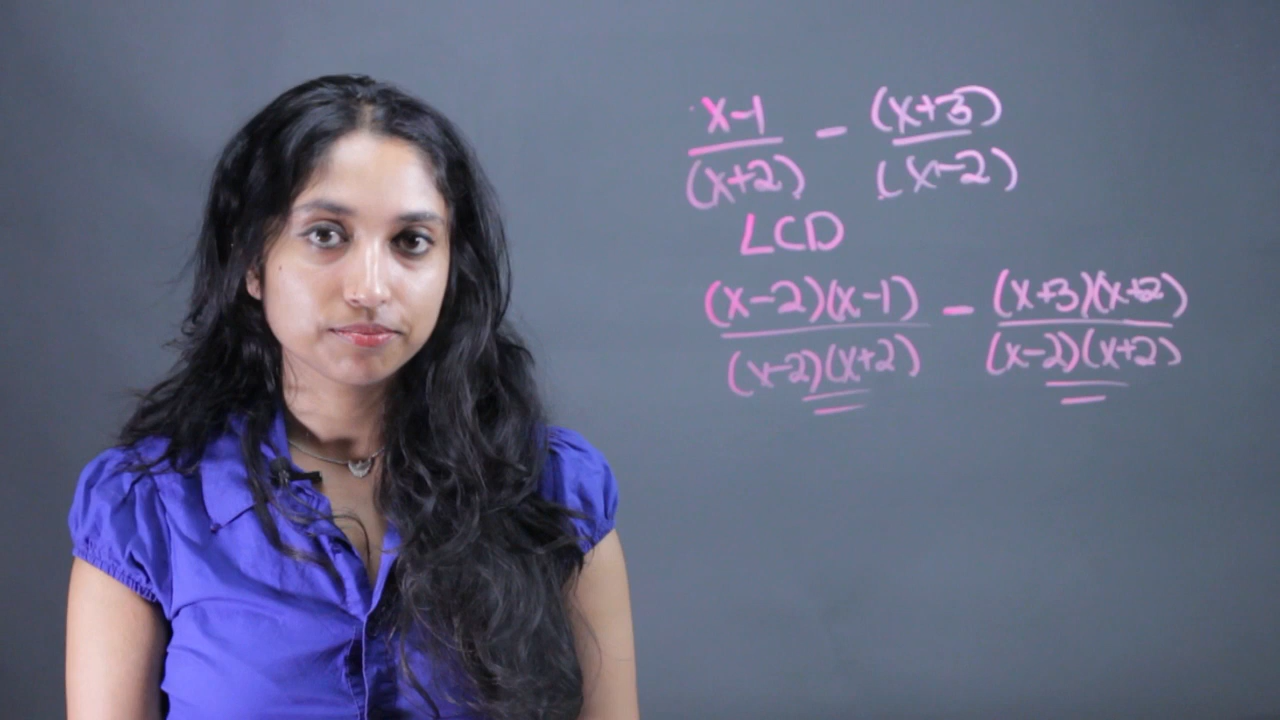 x-1 - (x+3)
(x+2) (x-2)
LCD
(x-2)(x-1) - (x+3)(x+2)
(x-2)(x+2) (x-2)(x+2)